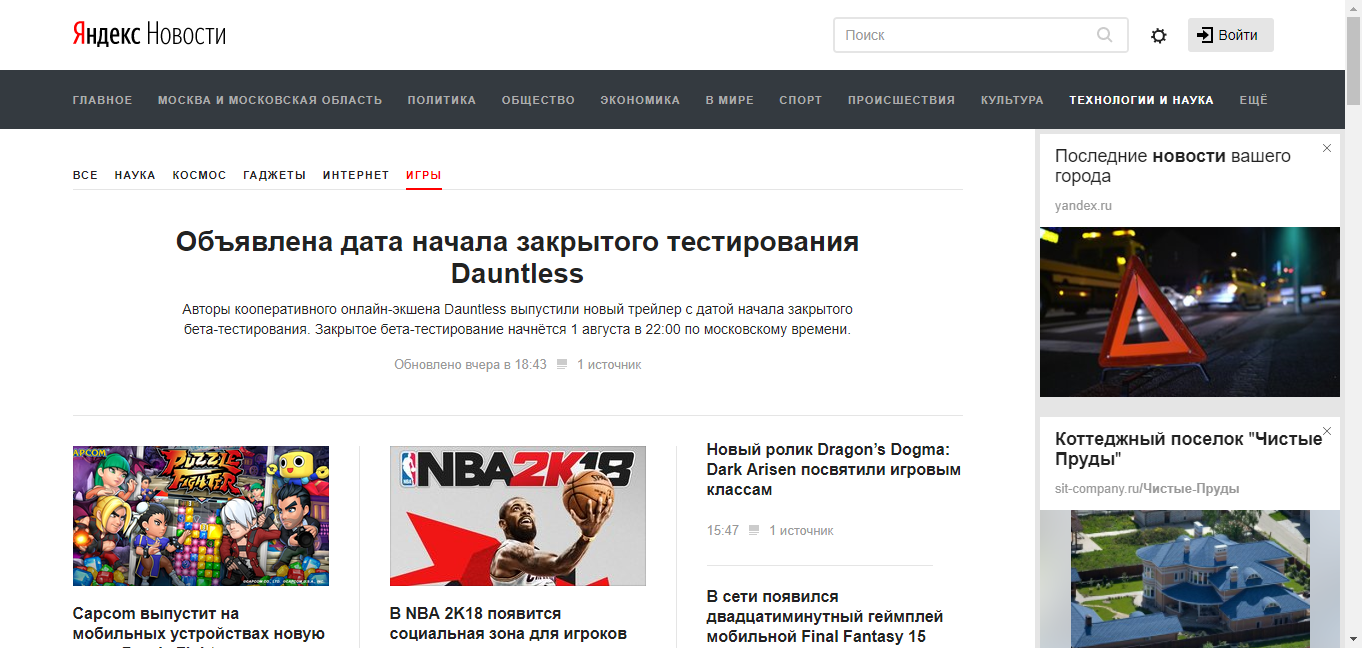 Яндекс Новости
Поиск
Войти
ГЛАВНОЕ МОСКВА И МОСКОВСКАЯ ОБЛАСТЬ ПОЛИТИКА ОБЩЕСТВО ЭКОНОМИКА В МИРЕ СПОРТ ПРОИСШЕСТВИЯ КУЛЬТУРА ТЕХНОЛОГИИ И НАУКА ЕЩЁ
ВСЕ НАУКА КОСМОС ГАДЖЕТЫ ИНТЕРНЕТ ИГРЫ
Объявлена дата начала закрытого тестирования
Dauntless
Авторы кооперативного онлайн-экшена Dauntless выпустили новый трейлер с датой начала закрытого
бета-тестирования. Закрытое бета-тестирование начнётся 1 августа в 22:00 по московскому времени.
Обновлено вчера в 18:43 1 источник
CAPCOM
PUZZLE
FIGHTER
Capcom выпустит на
мобильных устройствах новую
NBA2K18
В NBA 2K18 появится
социальная зона для игроков
Новый ролик Dragon’s Dogma:
Dark Arisen посвятили игровым
классам
15:47 1 источник
В сети появился
двадцатиминутный геймплей
мобильной Final Fantasy 15
Последние новости вашего
города
yandex.ru
Коттеджный поселок "Чистые
Пруды"
sit-company.ru/Чистые-Пруды